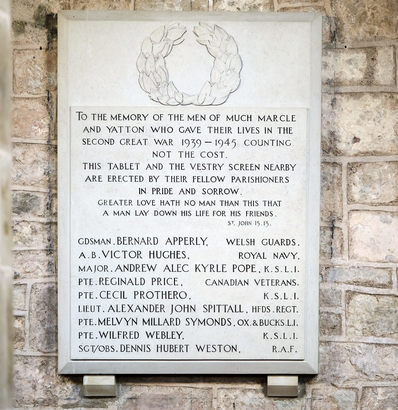 TO THE MEMORY OF THE MEN OF MUCH MARCLE
AND YATTON WHO GAVE THEIR LIVES IN THE
SECOND GREAT WAR 1939-1945 COUNTING
NOT THE COST.
THIS TABLET AND THE VESTRY SCREEN NEARBY
ARE ERECTED BY THEIR FELLOW PARISHIONERS
IN PRIDE AND SORROW.
GREATER LOVE HATH NO MAN THAN THIS THAT
A MAN LAY DOWN HIS LIFE FOR HIS FRIENDS.
ST. JOHN 15.13.
GDSMAN. BERNARD APPERLY, WELSH GUARDS.
A.B. VICTOR HUGHES, ROYAL NAVY.
MAJOR. ANDREW ALEC KYRLE POPE, K.S.L.I.
PTE. REGINALD PRICE, CANADIAN VETERANS.
PTE. CECIL PROTHERO, K.S.L.I.
LIEUT. ALEXANDER JOHN SPITTALL, HFDS. REGT.
PTE. MELVYN MILLARD SYMONDS, OX. & BUCKS. L.I.
PTE. WILFRED WEBLEY, K.S.L.I.
SGT/OBS. DENNIS HUBERT WESTON, R.A.F.